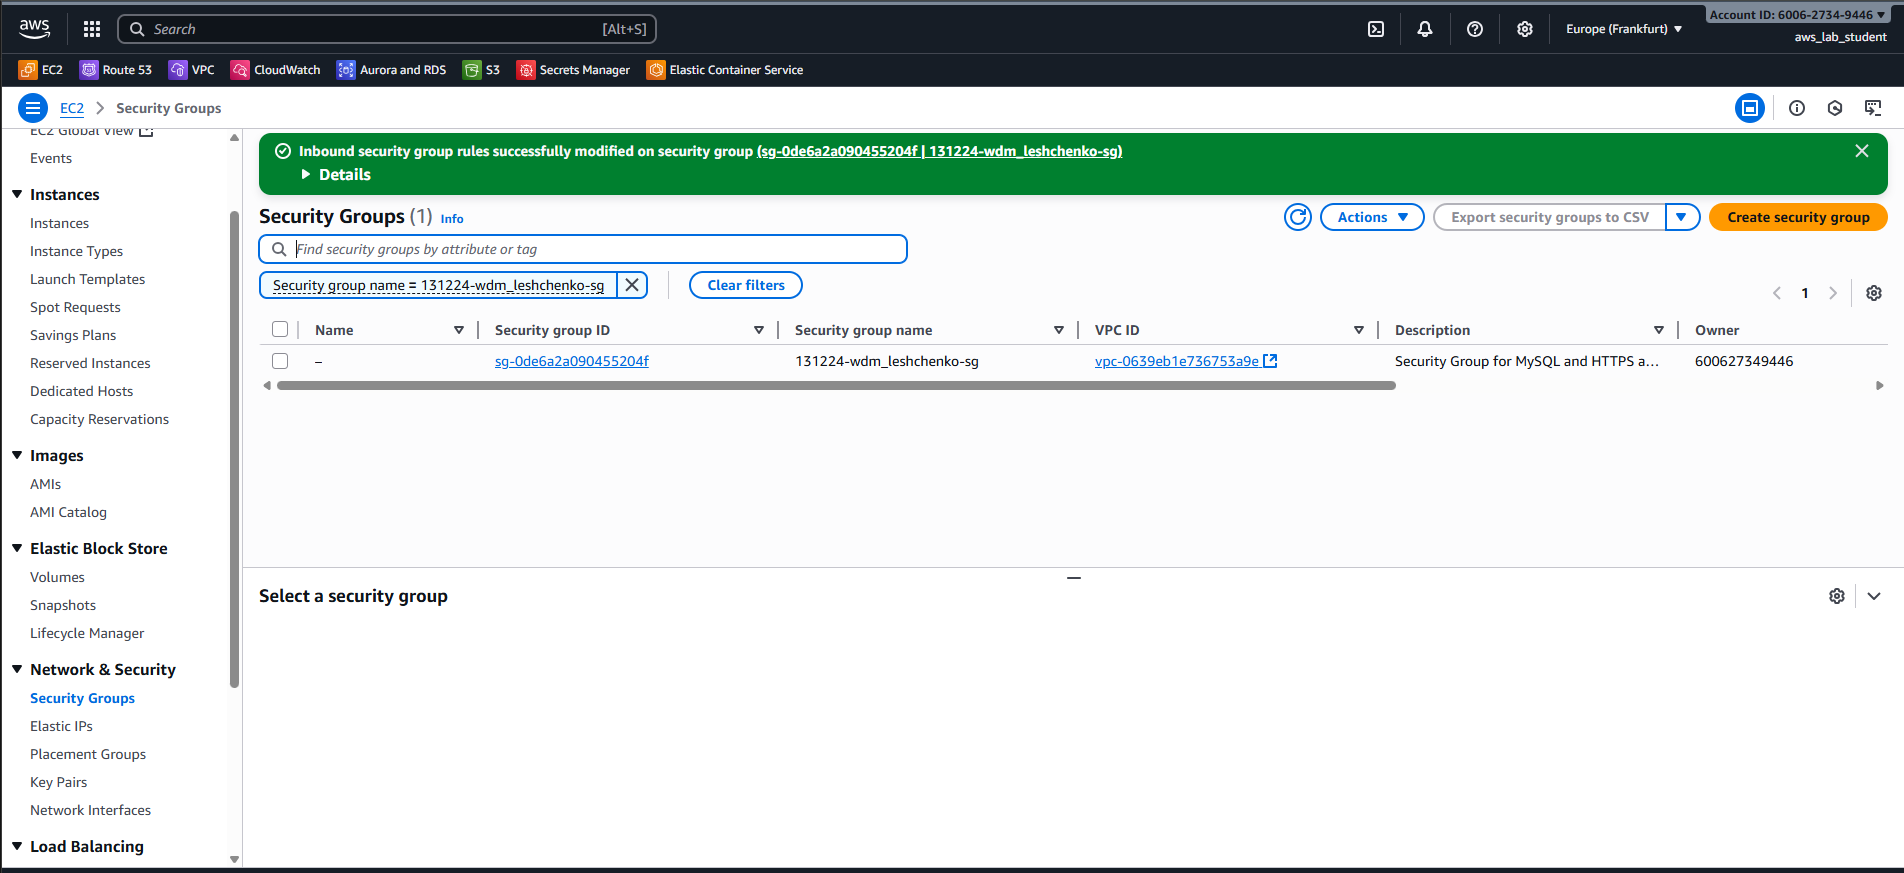 Account ID: 6006-2734-9446
aws
Search
[Alt+S]
Europe (Frankfurt)
aws_lab_student
EC2
Route 53
VPC
CloudWatch
Aurora and RDS
S3
Secrets Manager
Elastic Container Service
EC2
Security Groups
EC2 Global View
Events
Instances
Instances
Instance Types
Launch Templates
Spot Requests
Savings Plans
Reserved Instances
Dedicated Hosts
Capacity Reservations
Images
AMIs
AMI Catalog
Elastic Block Store
Volumes
Snapshots
Lifecycle Manager
Network & Security
Security Groups
Elastic IPs
Placement Groups
Key Pairs
Network Interfaces
Load Balancing
Inbound security group rules successfully modified on security group (sg-0de6a2a090455204f | 131224-wdm_leshchenko-sg)
Details
Security Groups (1) Info
Actions
Export security groups to CSV
Create security group
Find security groups by attribute or tag
Security group name = 131224-wdm_leshchenko-sg
Clear filters
1
Name
Security group ID
Security group name
VPC ID
Description
Owner
–
sg-0de6a2a090455204f
131224-wdm_leshchenko-sg
vpc-0639eb1e736753a9e
Security Group for MySQL and HTTPS a...
600627349446
Select a security group